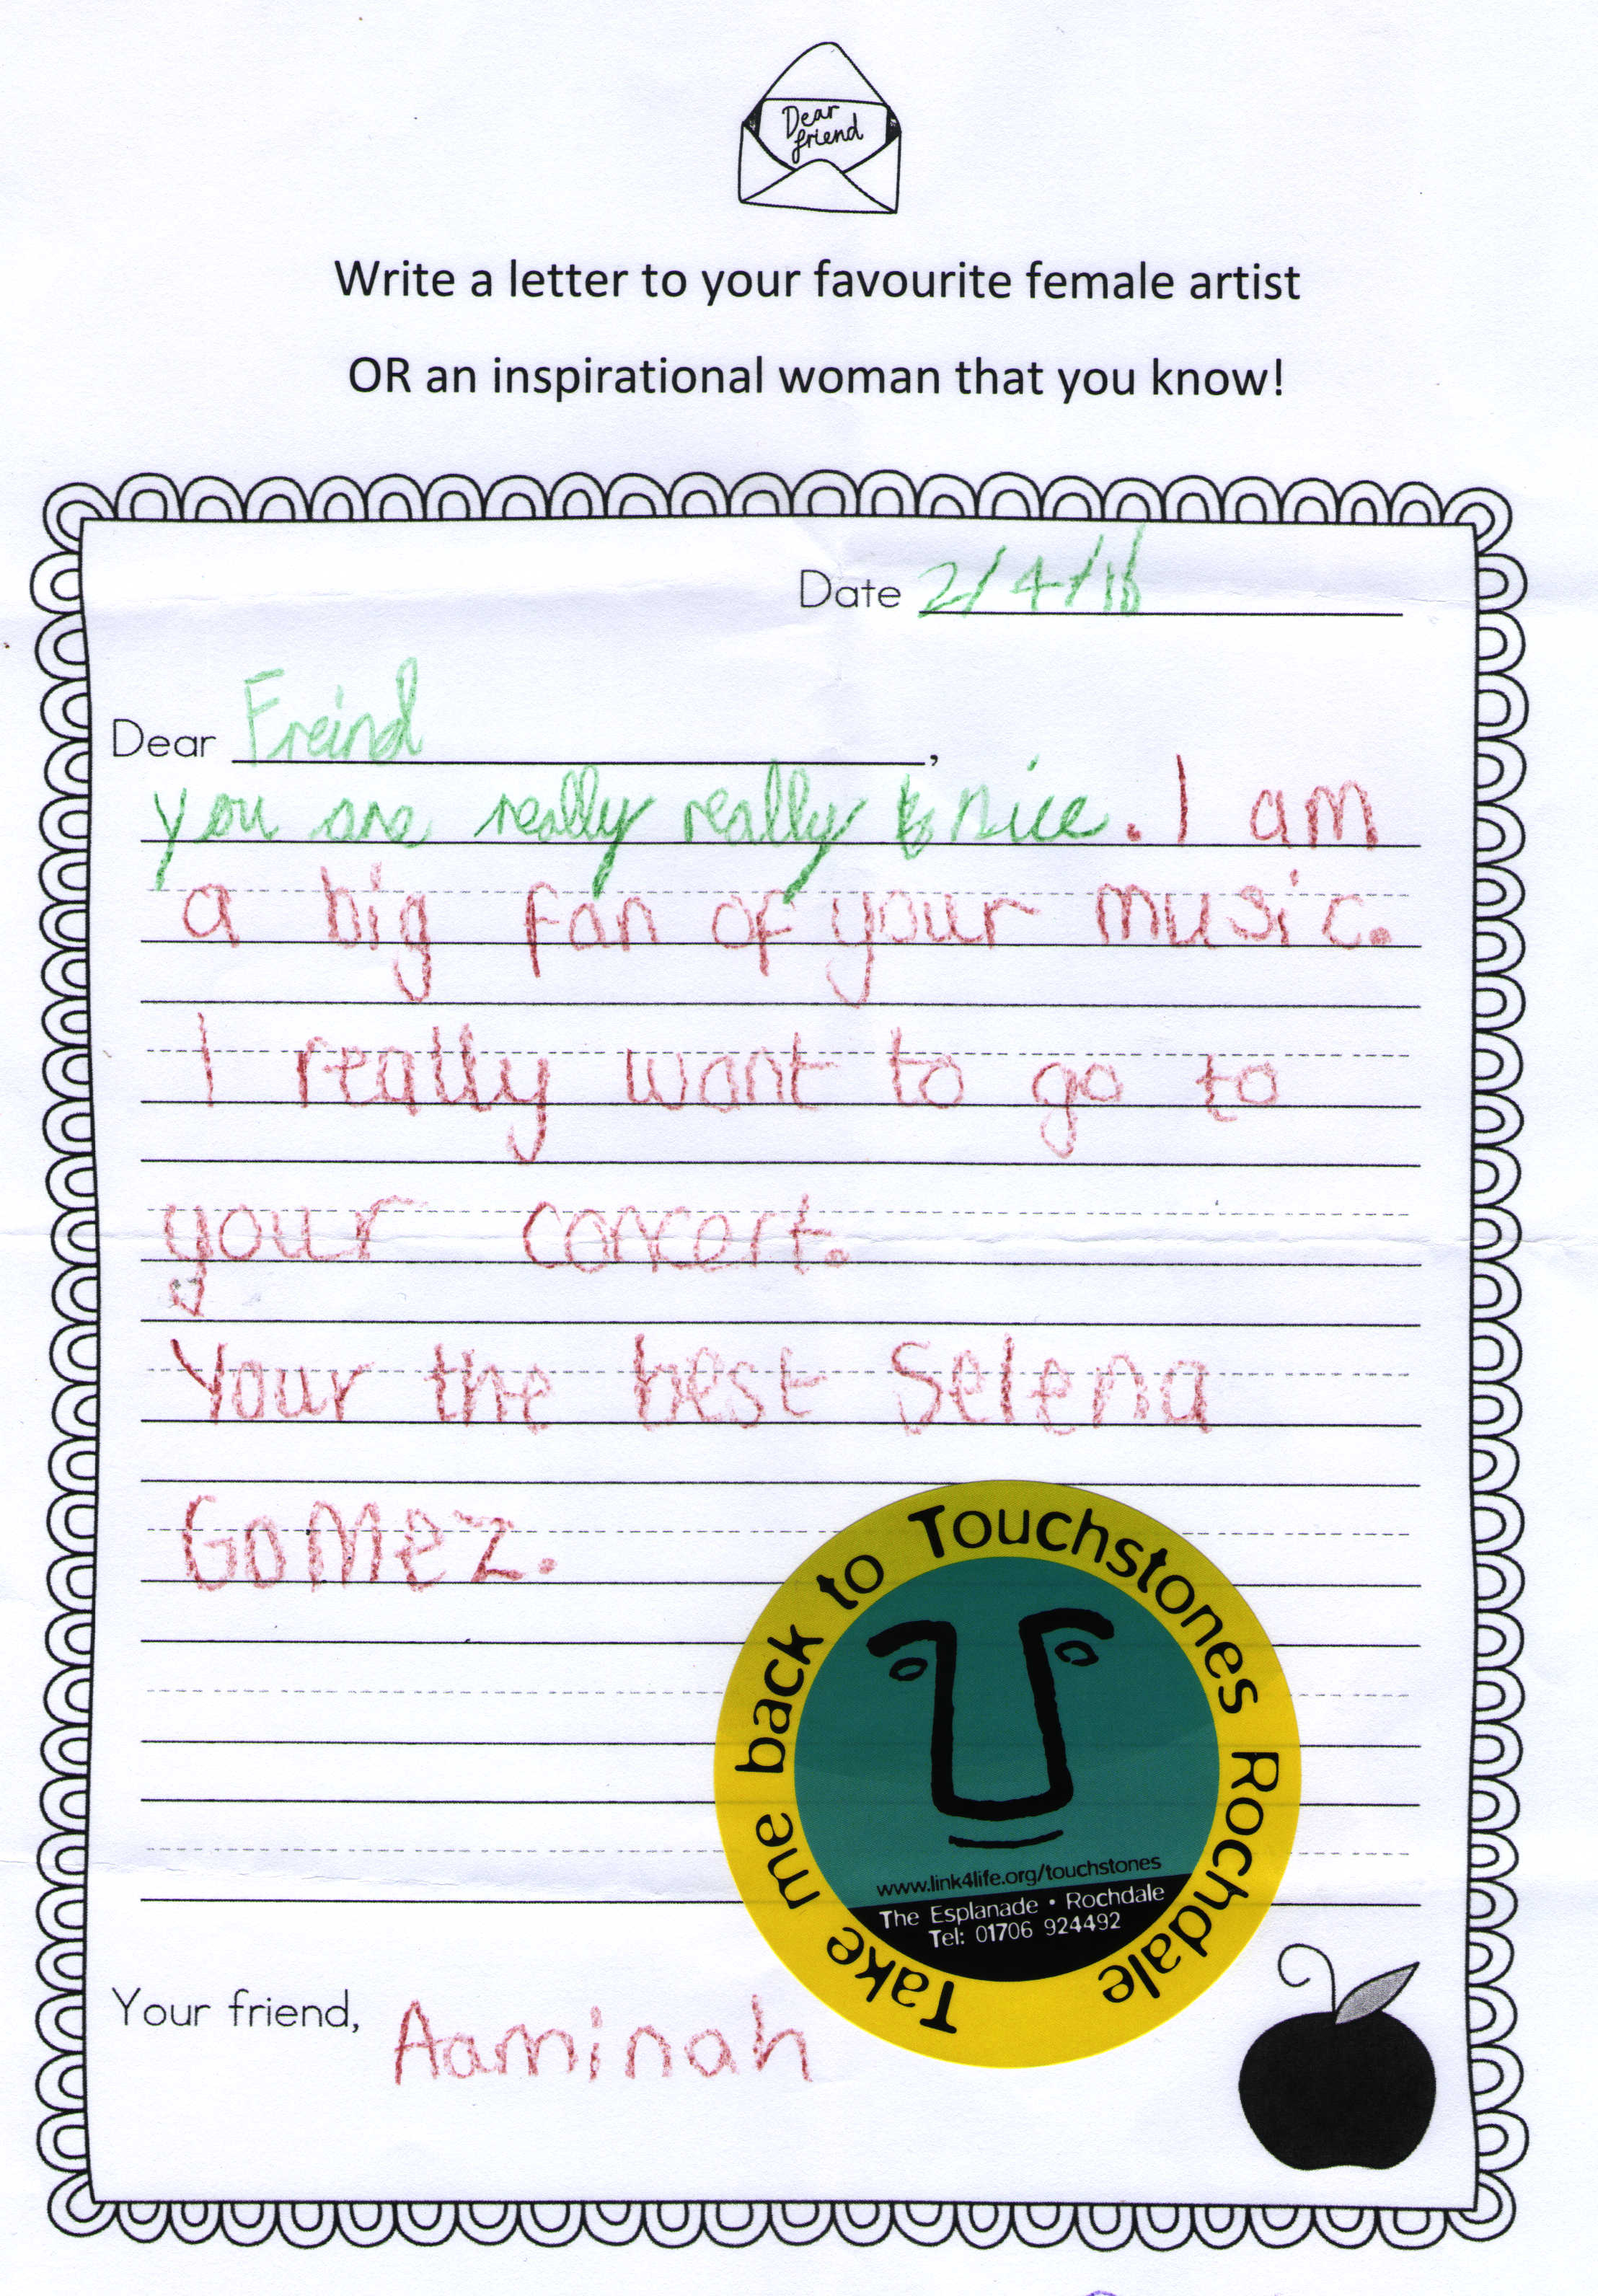 Dear
friend
Write a letter to your favourite female artist
OR an inspirational woman that you know!
Date 2/4/16
Dear Freind,
you are really really nice. I am
a big fan of your music.
I really want to go to
your concert.
Your the best Selena
Gomez.
Take me back to Touchstones Rochdale
www.link4life.org/touchstones
The Esplanade • Rochdale
Tel: 01706 924492
Your friend, Aaminah